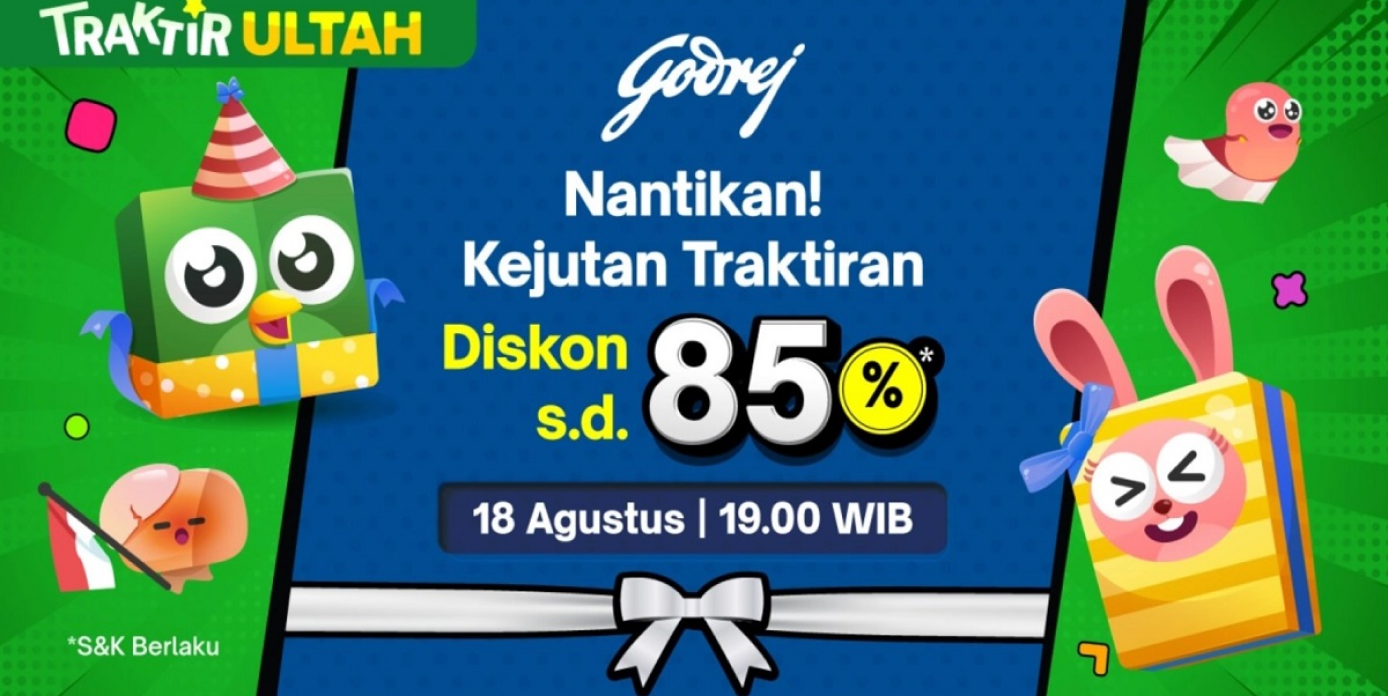 TRAKTIR ULTAH
Godrej
Nantikan!
Kejutan Traktiran
Diskon
s.d. 85%*
18 Agustus | 19.00 WIB
*S&K Berlaku